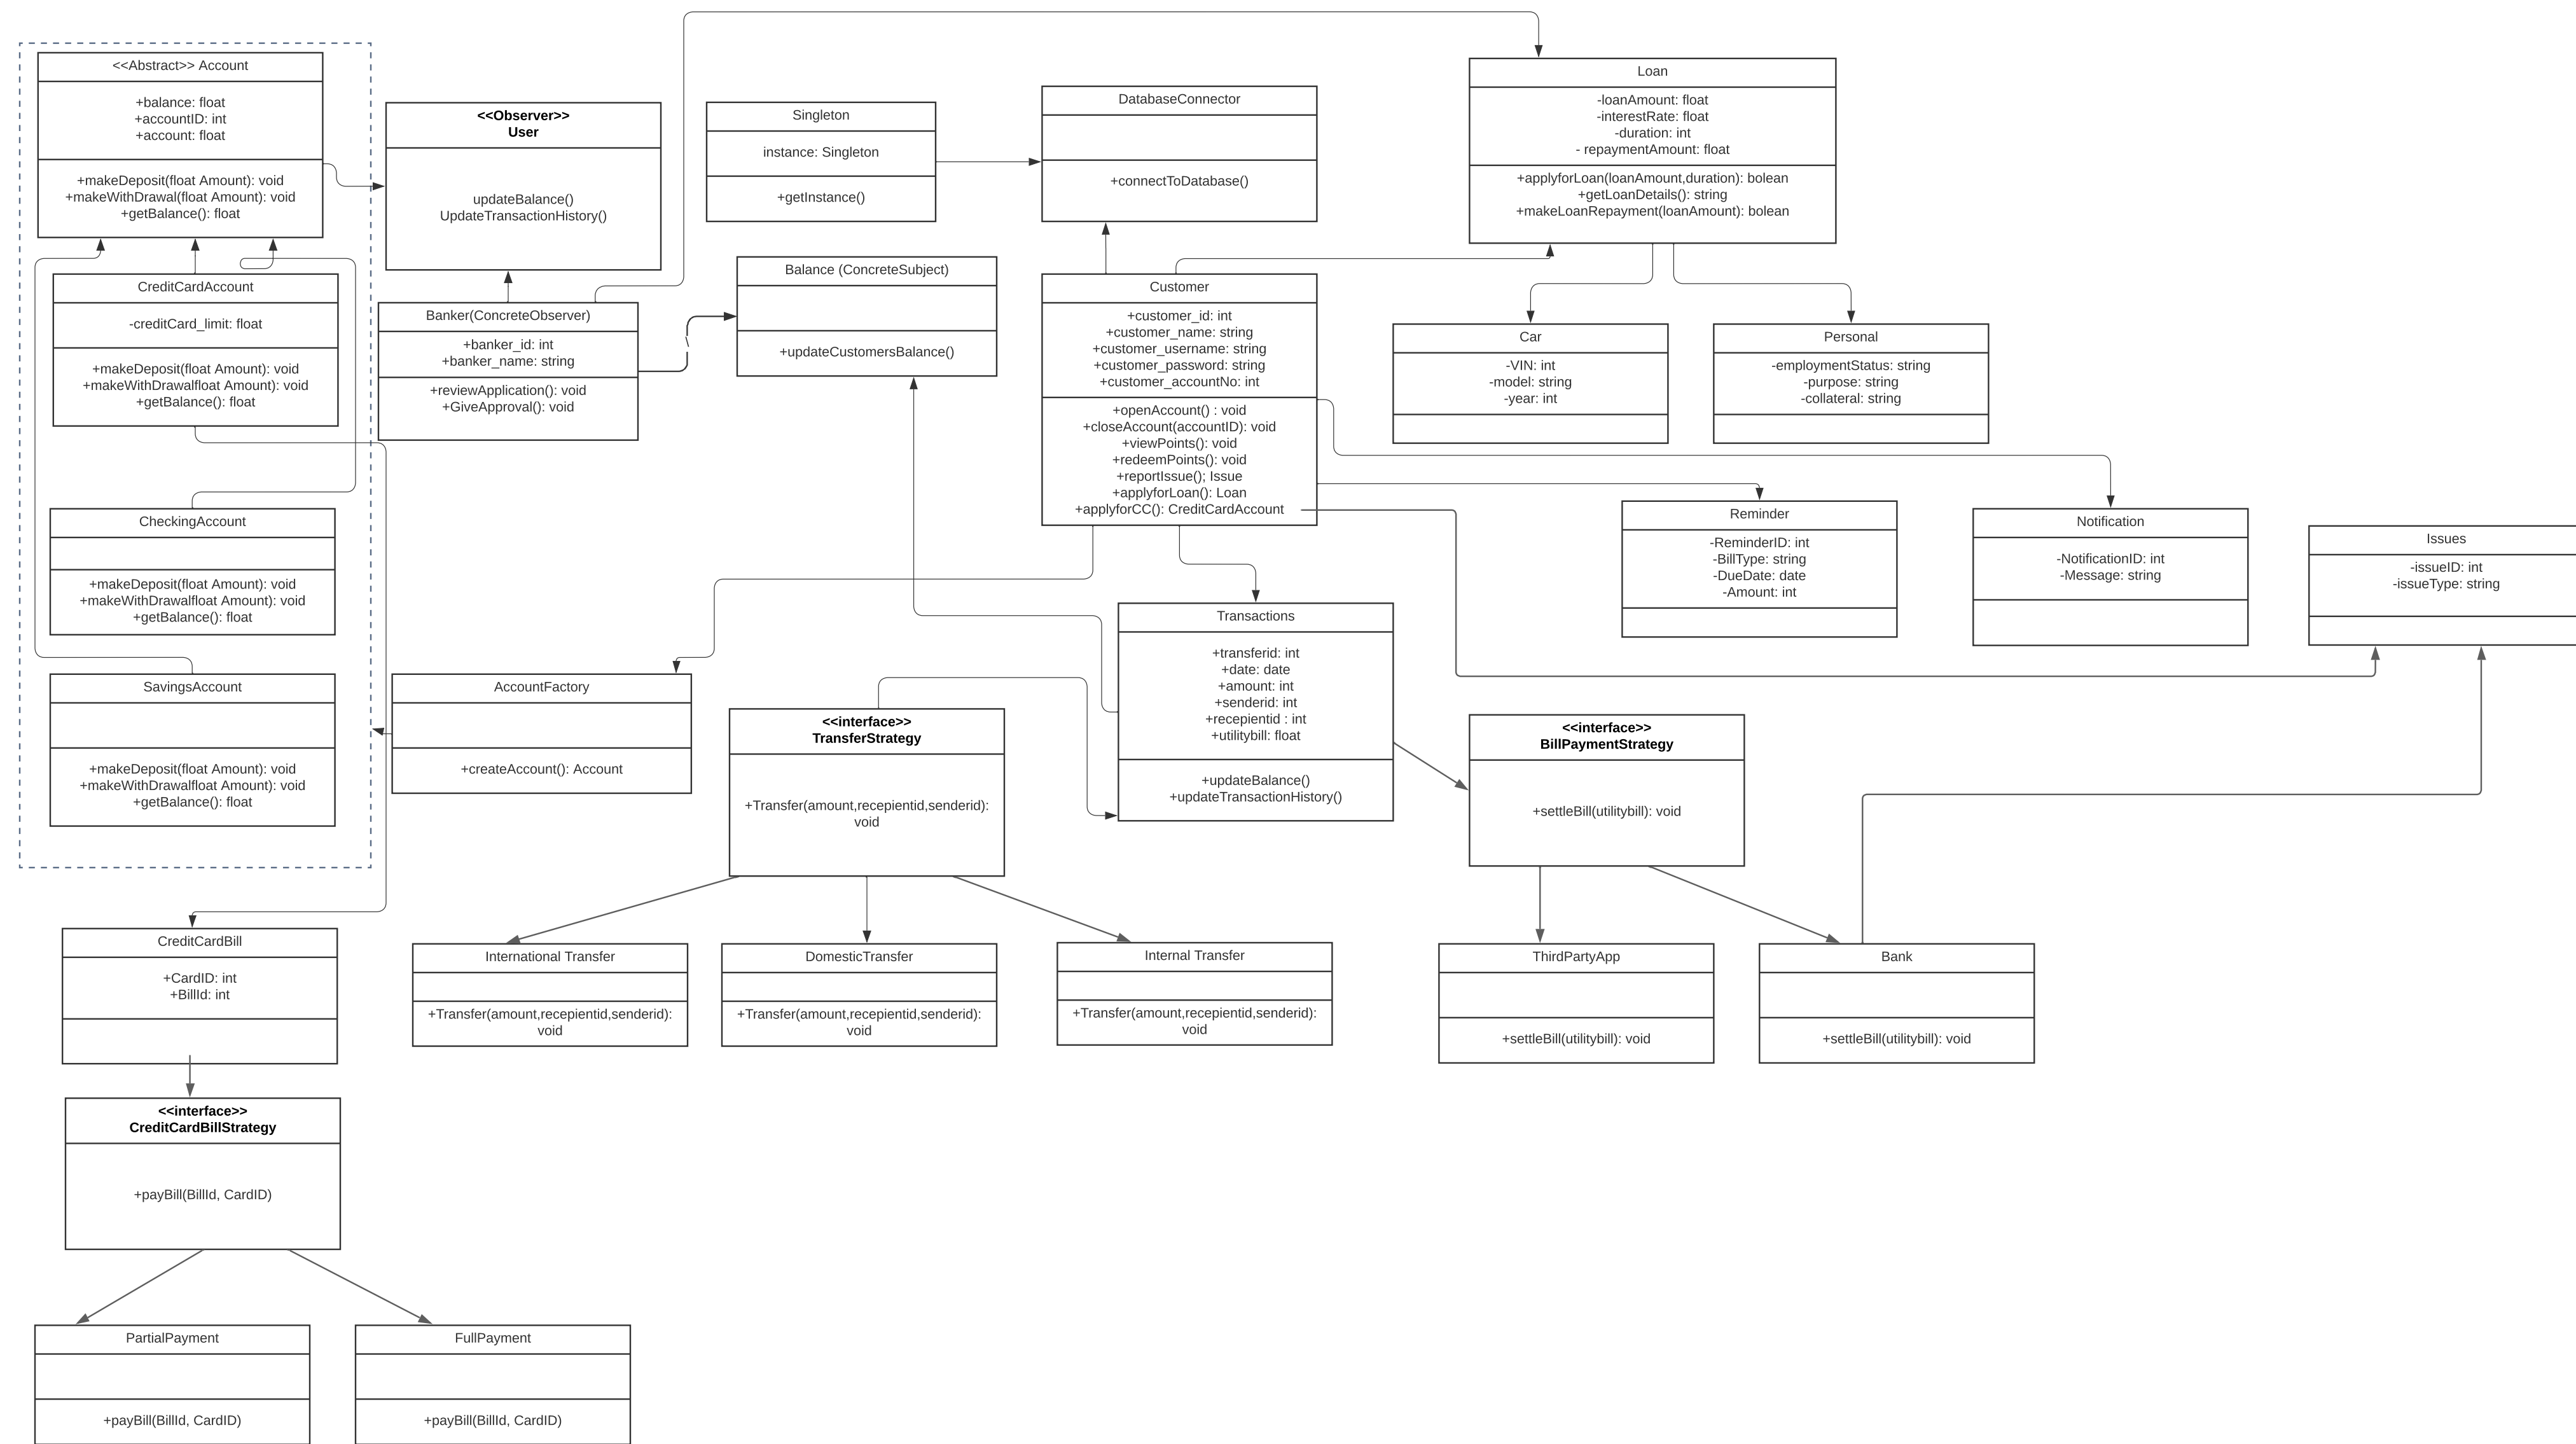 <<Abstract>> Account
+balance: float
+accountID: int
+account: float
+makeDeposit(float Amount): void
+makeWithDrawal(float Amount): void
+getBalance(): float
<<Observer>>
User
updateBalance()
UpdateTransactionHistory()
Singleton
instance: Singleton
+getInstance()
DatabaseConnector
+connectToDatabase()
Loan
-loanAmount: float
-interestRate: float
-duration: int
- repaymentAmount: float
+applyforLoan(loanAmount,duration): bolean
+getLoanDetails(): string
+makeLoanRepayment(loanAmount): bolean
CreditCardAccount
-creditCard_limit: float
+makeDeposit(float Amount): void
+makeWithDrawalfloat Amount): void
+getBalance(): float
Banker(ConcreteObserver)
+banker_id: int
+banker_name: string
+reviewApplication(): void
+GiveApproval(): void
\
Balance (ConcreteSubject)
+updateCustomersBalance()
Customer
+customer_id: int
+customer_name: string
+customer_username: string
+customer_password: string
+customer_accountNo: int
+openAccount() : void
+closeAccount(accountID): void
+viewPoints(): void
+redeemPoints(): void
+reportIssue(); Issue
+applyforLoan(): Loan
+applyforCC(): CreditCardAccount
Car
-VIN: int
-model: string
-year: int
Personal
-employmentStatus: string
-purpose: string
-collateral: string
CheckingAccount
+makeDeposit(float Amount): void
+makeWithDrawalfloat Amount): void
+getBalance(): float
Reminder
-ReminderID: int
-BillType: string
-DueDate: date
-Amount: int
Notification
-NotificationID: int
-Message: string
Issues
-issueID: int
-issueType: string
SavingsAccount
+makeDeposit(float Amount): void
+makeWithDrawalfloat Amount): void
+getBalance(): float
AccountFactory
+createAccount(): Account
<<interface>>
TransferStrategy
+Transfer(amount,recepientid,senderid):
void
Transactions
+transferid: int
+date: date
+amount: int
+senderid: int
+recepientid : int
+utilitybill: float
+updateBalance()
+updateTransactionHistory()
<<interface>>
BillPaymentStrategy
+settleBill(utilitybill): void
CreditCardBill
+CardID: int
+BillId: int
International Transfer
+Transfer(amount,recepientid,senderid):
void
DomesticTransfer
+Transfer(amount,recepientid,senderid):
void
Internal Transfer
+Transfer(amount,recepientid,senderid):
void
ThirdPartyApp
+settleBill(utilitybill): void
Bank
+settleBill(utilitybill): void
<<interface>>
CreditCardBillStrategy
+payBill(BillId, CardID)
PartialPayment
+payBill(BillId, CardID)
FullPayment
+payBill(BillId, CardID)